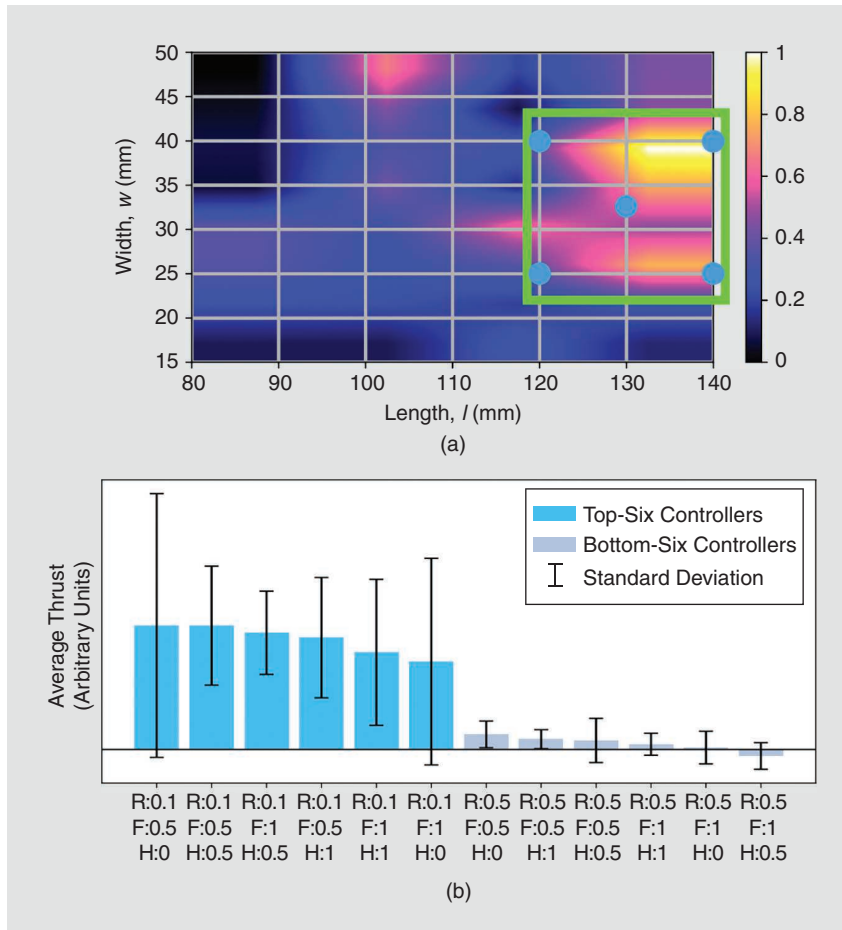 50
45
40
35
30
25
20
15
Width, w (mm)
80 90 100 110 120 130 140
Length, l (mm)
1
0.8
0.6
0.4
0.2
0
(a)
Average Thrust
(Arbitrary Units)
Top-Six Controllers
Bottom-Six Controllers
Standard Deviation
R:0.1 R:0.1 R:0.1 R:0.1 R:0.1 R:0.1 R:0.5 R:0.5 R:0.5 R:0.5 R:0.5 R:0.5
F:0.5 F:0.5 F:1 F:0.5 F:1 F:1 F:0.5 F:0.5 F:0.5 F:1 F:1 F:1
H:0 H:0.5 H:0.5 H:1 H:1 H:0 H:0 H:1 H:0.5 H:1 H:0 H:0.5
(b)